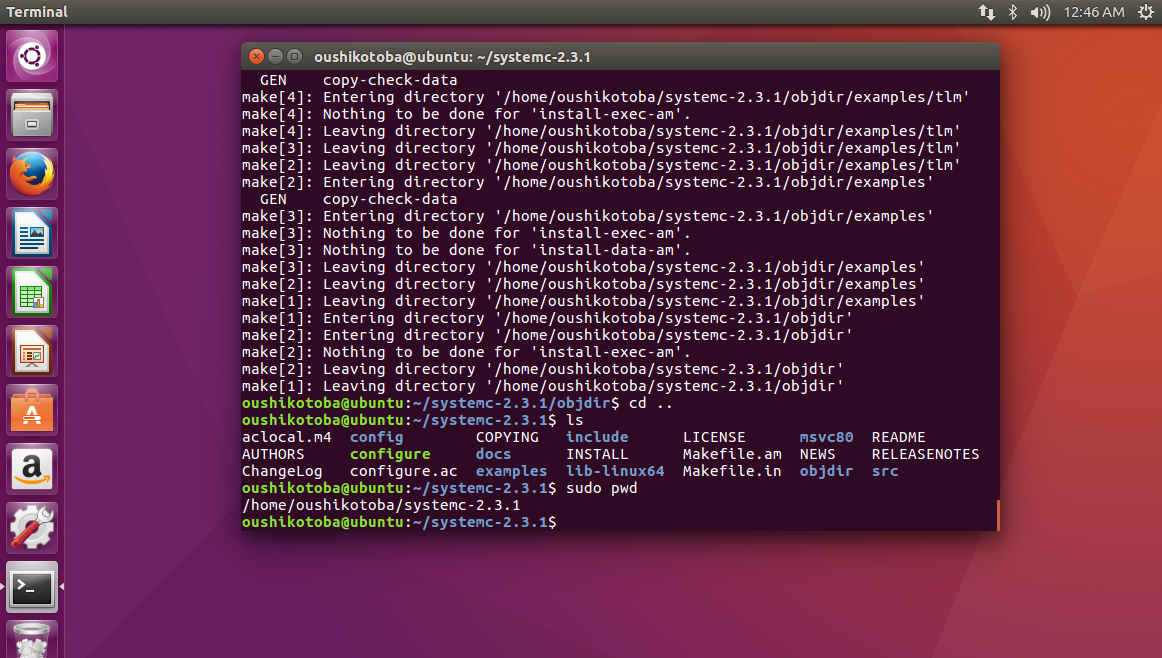 Terminal
12:46 AM
oushikotoba@ubuntu: ~/systemc-2.3.1
  GEN    copy-check-data
make[4]: Entering directory '/home/oushikotoba/systemc-2.3.1/objdir/examples/tlm'
make[4]: Nothing to be done for 'install-exec-am'.
make[4]: Leaving directory '/home/oushikotoba/systemc-2.3.1/objdir/examples/tlm'
make[3]: Leaving directory '/home/oushikotoba/systemc-2.3.1/objdir/examples/tlm'
make[2]: Leaving directory '/home/oushikotoba/systemc-2.3.1/objdir/examples/tlm'
make[2]: Entering directory '/home/oushikotoba/systemc-2.3.1/objdir/examples'
  GEN    copy-check-data
make[3]: Entering directory '/home/oushikotoba/systemc-2.3.1/objdir/examples'
make[3]: Nothing to be done for 'install-exec-am'.
make[3]: Nothing to be done for 'install-data-am'.
make[3]: Leaving directory '/home/oushikotoba/systemc-2.3.1/objdir/examples'
make[2]: Leaving directory '/home/oushikotoba/systemc-2.3.1/objdir/examples'
make[1]: Leaving directory '/home/oushikotoba/systemc-2.3.1/objdir/examples'
make[1]: Entering directory '/home/oushikotoba/systemc-2.3.1/objdir'
make[2]: Entering directory '/home/oushikotoba/systemc-2.3.1/objdir'
make[2]: Nothing to be done for 'install-exec-am'.
make[2]: Leaving directory '/home/oushikotoba/systemc-2.3.1/objdir'
make[1]: Leaving directory '/home/oushikotoba/systemc-2.3.1/objdir'
oushikotoba@ubuntu:~/systemc-2.3.1/objdir$ cd ..
oushikotoba@ubuntu:~/systemc-2.3.1$ ls
aclocal.m4  config        COPYING   include      LICENSE      msvc80  README
AUTHORS     configure     docs      INSTALL      Makefile.am  NEWS    RELEASENOTES
ChangeLog   configure.ac  examples  lib-linux64  Makefile.in  objdir  src
oushikotoba@ubuntu:~/systemc-2.3.1$ sudo pwd
/home/oushikotoba/systemc-2.3.1
oushikotoba@ubuntu:~/systemc-2.3.1$